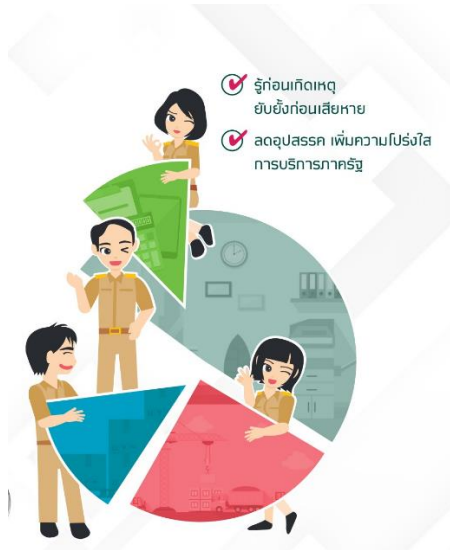 รู้ก่อนเกิดเหตุ
ยับยั้งก่อนเสียหาย
ลดอุปสรรค เพิ่มความโปร่งใส
การบริการภาครัฐ